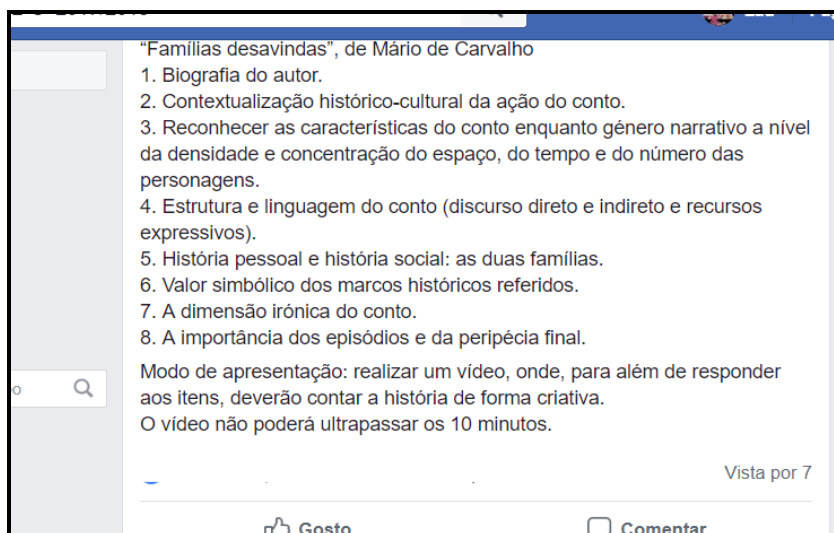 “Famílias desavindas”, de Mário de Carvalho
1. Biografia do autor.
2. Contextualização histórico-cultural da ação do conto.
3. Reconhecer as características do conto enquanto género narrativo a nível
da densidade e concentração do espaço, do tempo e do número das
personagens.
4. Estrutura e linguagem do conto (discurso direto e indireto e recursos
expressivos).
5. História pessoal e história social: as duas famílias.
6. Valor simbólico dos marcos históricos referidos.
7. A dimensão irónica do conto.
8. A importância dos episódios e da peripécia final.
Modo de apresentação: realizar um vídeo, onde, para além de responder
aos itens, deverão contar a história de forma criativa.
O vídeo não poderá ultrapassar os 10 minutos.
Vista por 7
Gosto
Comentar